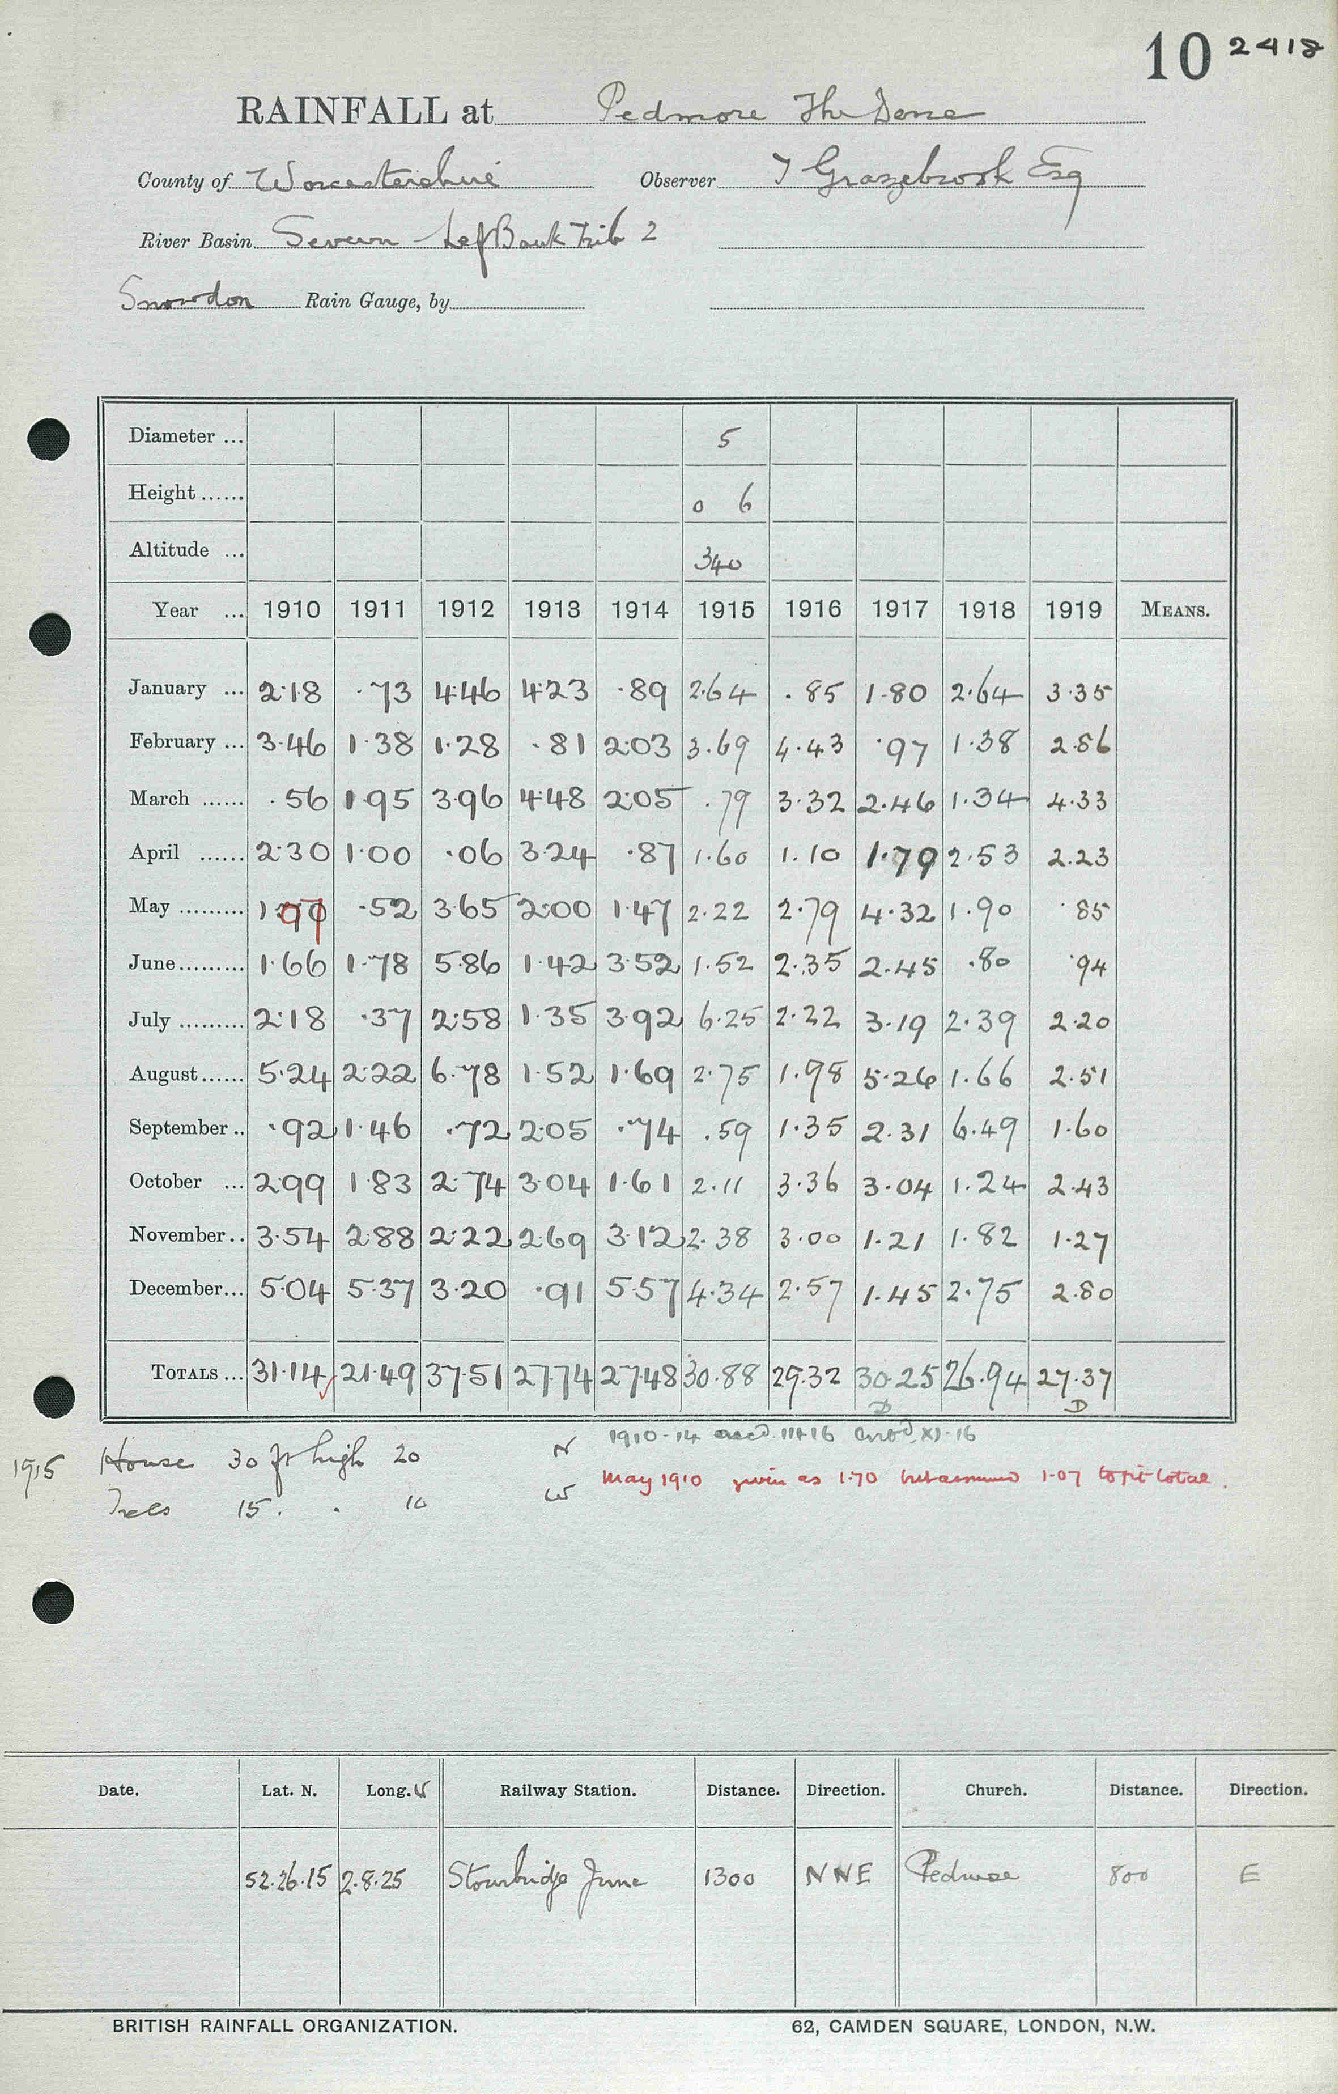 10 2418
RAINFALL at Pedmore The Dene
County of Worcestershire Observer T Grazebrook Esq
River Basin Severn - Left Bank Trib 2
Snowdon Rain Gauge, by
Diameter ... 5
Height ...... 0 6
Altitude ... 340
Year ... 1910 1911 1912 1913 1914 1915 1916 1917 1918 1919 MEANS.
January ... 2.18 .73 4.46 4.23 .89 2.64 .85 1.80 2.64 3.35
February ... 3.46 1.38 1.28 .81 2.03 3.69 4.43 .97 1.38 2.86
March ...... .56 1.95 3.96 4.48 2.05 .79 3.32 2.46 1.34 4.33
April ...... 2.30 1.00 .06 3.24 .87 1.60 1.10 1.79 2.53 2.23
May ......... 1.07 .52 3.65 2.00 1.47 2.22 2.79 4.32 1.90 .85
June......... 1.66 1.78 5.86 1.42 3.52 1.52 2.35 2.45 .80 .94
July ......... 2.18 .37 2.58 1.35 3.92 6.25 2.22 3.19 2.39 2.20
August...... 5.24 2.22 6.78 1.52 1.69 2.75 1.98 5.26 1.66 2.51
September .. .92 1.46 .72 2.05 .74 .59 1.35 2.31 6.49 1.60
October ... 2.99 1.83 2.74 3.04 1.61 2.11 3.36 3.04 1.24 2.43
November.. 3.54 2.88 2.22 2.69 3.12 2.38 3.00 1.21 1.82 1.27
December... 5.04 5.37 3.20 .91 5.57 4.34 2.57 1.45 2.75 2.80
TOTALS ... 31.14 21.49 37.51 27.74 27.48 30.88 29.32 30.25 26.94 27.37
D D
1910-14 recd. 11+16 XI-16
1915 House 30 ft high 20 N
May 1910 given as 1.70 but assumed 1.07 to fit total.
Trees 15 . . 10 W
Date. Lat. N. Long. W Railway Station. Distance. Direction. Church. Distance. Direction.
52.26.15 2.8.25 Stourbridge Junc 1300 NNE Pedmore 800 E
BRITISH RAINFALL ORGANIZATION. 62, CAMDEN SQUARE, LONDON, N.W.